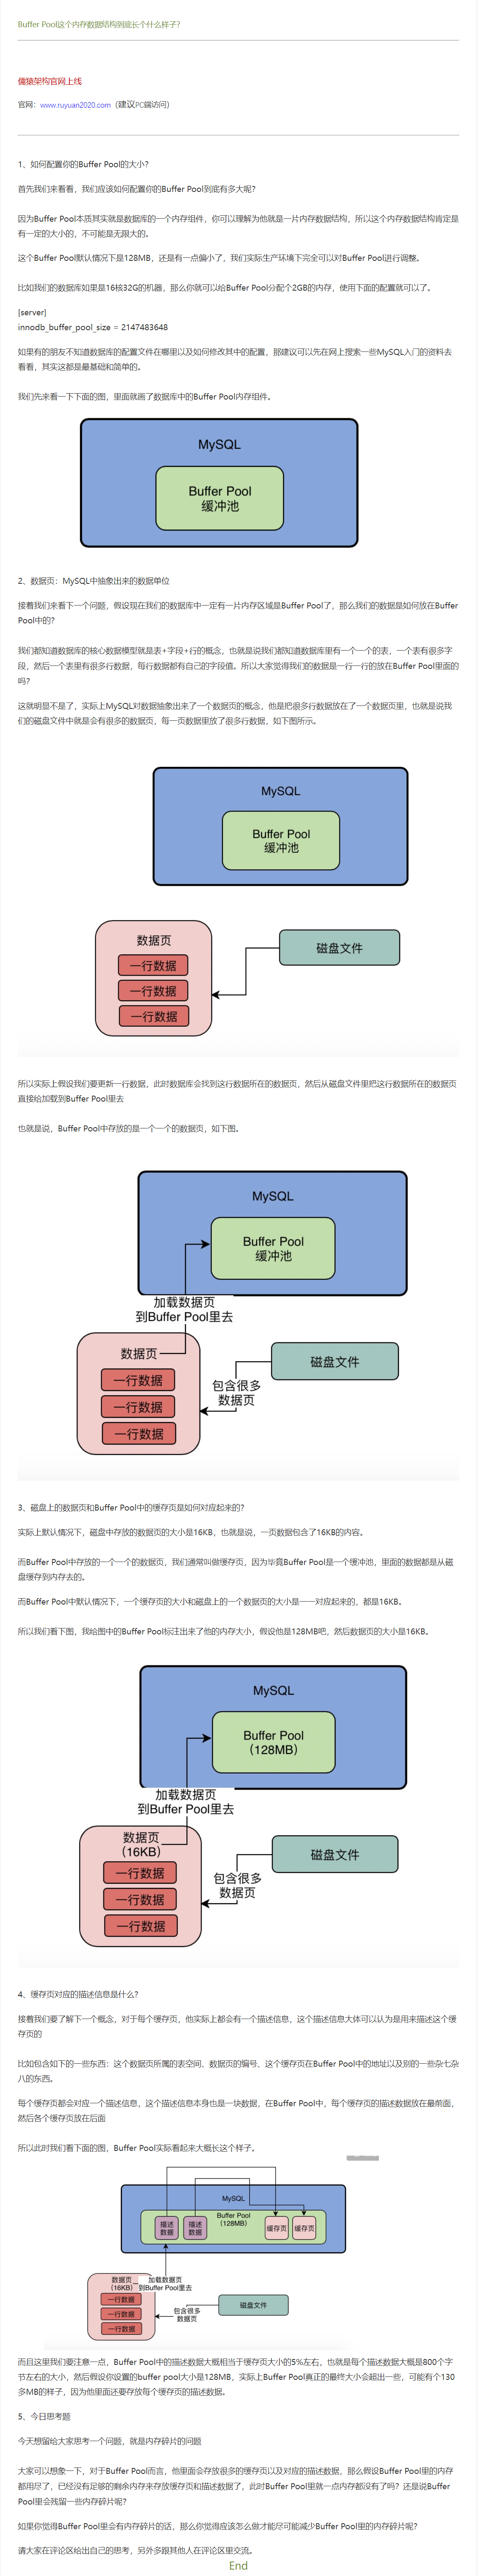 Buffer Pool这个内存数据结构到底长个什么样子？
儒猿架构官网上线
官网：www.ruyuan2020.com（建议PC端访问）
1、如何配置你的Buffer Pool的大小？
首先我们来看看，我们应该如何配置你的Buffer Pool到底有多大呢？
因为Buffer Pool本质其实就是数据库的一个内存组件，你可以理解为他就是一片内存数据结构，所以这个内存数据结构肯定是
有一定的大小的，不可能是无限大的。
这个Buffer Pool默认情况下是128MB，还是有一点偏小了，我们实际生产环境下完全可以对Buffer Pool进行调整。
比如我们的数据库如果是16核32G的机器，那么你就可以给Buffer Pool分配个2GB的内存，使用下面的配置就可以了。
[server]
innodb_buffer_pool_size = 2147483648
如果有的朋友不知道数据库的配置文件在哪里以及如何修改其中的配置，那建议可以先在网上搜索一些MySQL入门的资料去
看看，其实这都是最基础和简单的。
我们先来看一下下面的图，里面就画了数据库中的Buffer Pool内存组件。
MySQL
Buffer Pool
缓冲池
2、数据页：MySQL中抽象出来的数据单位
接着我们来看下一个问题，假设现在我们的数据库中一定有一片内存区域是Buffer Pool了，那么我们的数据是如何放在Buffer
Pool中的？
我们都知道数据库的核心数据模型就是表+字段+行的概念，也就是说我们都知道数据库里有一个一个的表，一个表有很多字
段，然后一个表里有很多行数据，每行数据都有自己的字段值。所以大家觉得我们的数据是一行一行的放在Buffer Pool里面的
吗？
这就明显不是了，实际上MySQL对数据抽象出来了一个数据页的概念，他是把很多行数据放在了一个数据页里，也就是说我
们的磁盘文件中就是会有很多的数据页，每一页数据里放了很多行数据，如下图所示。
MySQL
Buffer Pool
缓冲池
数据页
一行数据
一行数据
一行数据
磁盘文件
所以实际上假设我们要更新一行数据，此时数据库会找到这行数据所在的数据页，然后从磁盘文件里把这行数据所在的数据页
直接给加载到Buffer Pool里去
也就是说，Buffer Pool中存放的是一个一个的数据页，如下图。
MySQL
Buffer Pool
缓冲池
加载数据页
到Buffer Pool里去
数据页
一行数据
一行数据
一行数据
包含很多
数据页
磁盘文件
3、磁盘上的数据页和Buffer Pool中的缓存页是如何对应起来的？
实际上默认情况下，磁盘中存放的数据页的大小是16KB，也就是说，一页数据包含了16KB的内容。
而Buffer Pool中存放的一个一个的数据页，我们通常叫做缓存页，因为毕竟Buffer Pool是一个缓冲池，里面的数据都是从磁
盘缓存到内存去的。
而Buffer Pool中默认情况下，一个缓存页的大小和磁盘上的一个数据页的大小是一一对应起来的，都是16KB。
所以我们看下图，我给图中的Buffer Pool标注出来了他的内存大小，假设他是128MB吧，然后数据页的大小是16KB。
MySQL
Buffer Pool
（128MB）
加载数据页
到Buffer Pool里去
数据页
（16KB）
一行数据
一行数据
一行数据
包含很多
数据页
磁盘文件
4、缓存页对应的描述信息是什么？
接着我们要了解下一个概念，对于每个缓存页，他实际上都会有一个描述信息，这个描述信息大体可以认为是用来描述这个缓
存页的
比如包含如下的一些东西：这个数据页所属的表空间、数据页的编号、这个缓存页在Buffer Pool中的地址以及别的一些杂七杂
八的东西。
每个缓存页都会对应一个描述信息，这个描述信息本身也是一块数据，在Buffer Pool中，每个缓存页的描述数据放在最前面，
然后各个缓存页放在后面
所以此时我们看下面的图，Buffer Pool实际看起来大概长这个样子。
MySQL
Buffer Pool
（128MB）
描述
数据
描述
数据
缓存页
缓存页
数据页
（16KB）
加载数据页
到Buffer Pool里去
一行数据
一行数据
一行数据
包含很多
数据页
磁盘文件
而且这里我们要注意一点，Buffer Pool中的描述数据大概相当于缓存页大小的5%左右，也就是每个描述数据大概是800个字
节左右的大小，然后假设你设置的buffer pool大小是128MB，实际上Buffer Pool真正的最终大小会超出一些，可能有个130
多MB的样子，因为他里面还要存放每个缓存页的描述数据。
5、今日思考题
今天想留给大家思考一个问题，就是内存碎片的问题
大家可以想象一下，对于Buffer Pool而言，他里面会存放很多的缓存页以及对应的描述数据，那么假设Buffer Pool里的内存
都用尽了，已经没有足够的剩余内存来存放缓存页和描述数据了，此时Buffer Pool里就一点内存都没有了吗？还是说Buffer
Pool里会残留一些内存碎片呢？
如果你觉得Buffer Pool里会有内存碎片的话，那么你觉得应该怎么做才能尽可能减少Buffer Pool里的内存碎片呢？
请大家在评论区给出自己的思考，另外多跟其他人在评论区里交流。
End